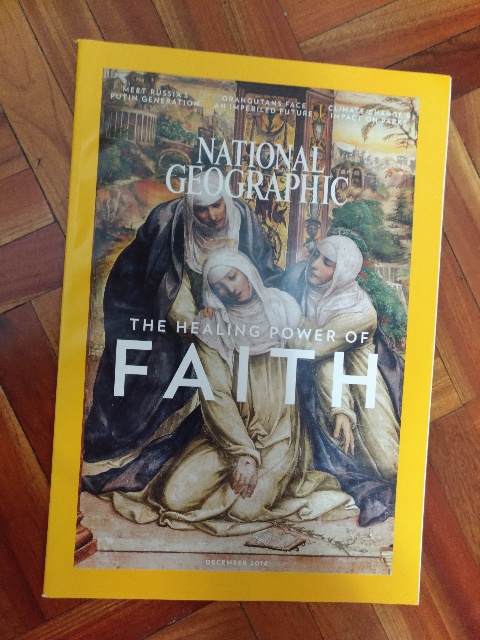 MEET RUSSIA'S
PUTIN GENERATION
ORANGUTANS FACE
AN IMPERILED FUTURE
CLIMATE CHANGE'S
IMPACT ON PARKS
NATIONAL
GEOGRAPHIC
THE HEALING POWER OF
FAITH
DECEMBER 2016